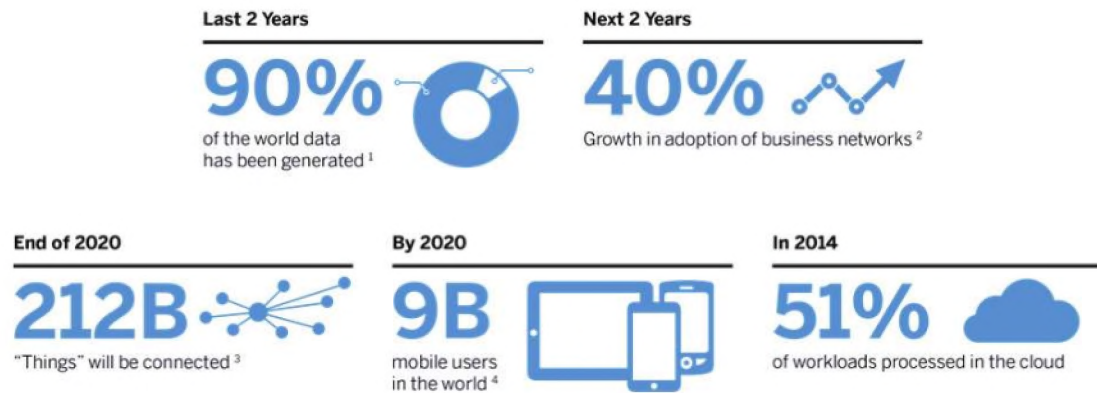 Last 2 Years
90%
of the world data
has been generated ¹
Next 2 Years
40%
Growth in adoption of business networks ²
End of 2020
212B
“Things” will be connected ³
By 2020
9B
mobile users
in the world ⁴
In 2014
51%
of workloads processed in the cloud